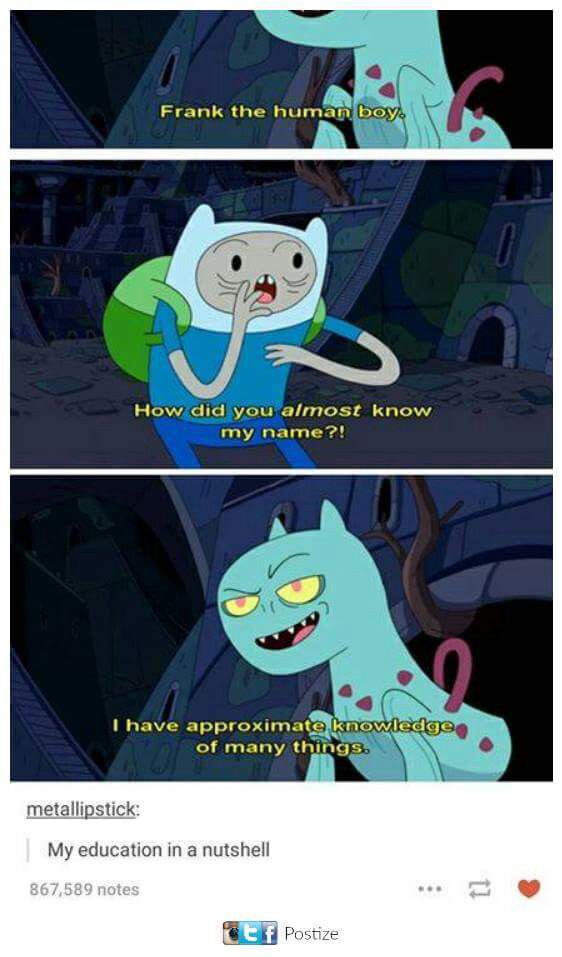 Frank the human boy.
How did you almost know
my name?!
I have approximate knowledge
of many things.
metallipstick:
My education in a nutshell
867,589 notes
Postize